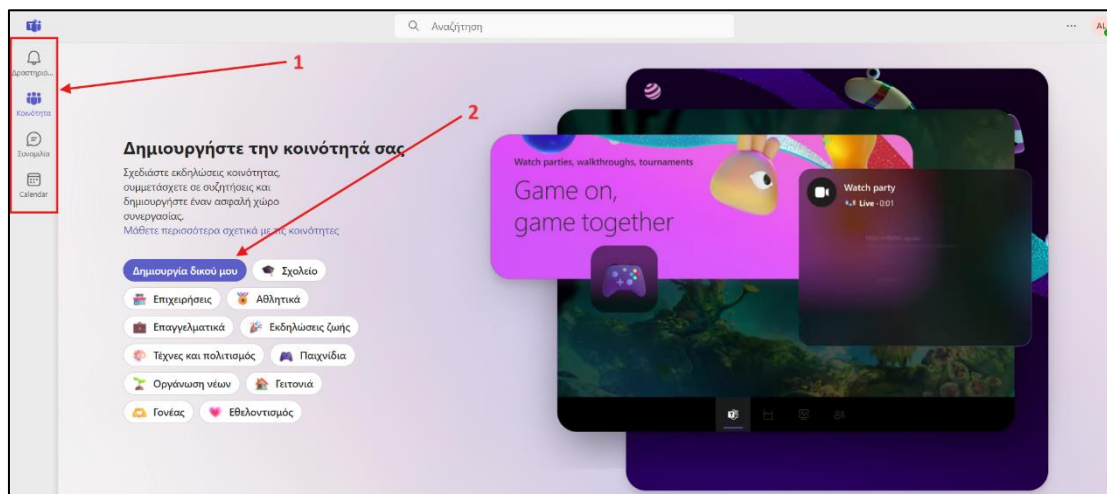 Αναζήτηση
AL
Δραστηριό...
Κοινότητα
Συνομιλία
Calendar
1
2
Δημιουργήστε την κοινότητά σας
Σχεδιάστε εκδηλώσεις κοινότητας,
συμμετάσχετε σε συζητήσεις και
δημιουργήστε έναν ασφαλή χώρο
συνεργασίας.
Μάθετε περισσότερα σχετικά με τις κοινότητες
Δημιουργία δικού μου
Σχολείο
Επιχειρήσεις
Αθλητικά
Επαγγελματικά
Εκδηλώσεις ζωής
Τέχνες και πολιτισμός
Παιχνίδια
Οργάνωση νέων
Γειτονιά
Γονέας
Εθελοντισμός
Watch parties, walkthroughs, tournaments
Game on,
game together
Watch party
Live - 0:01